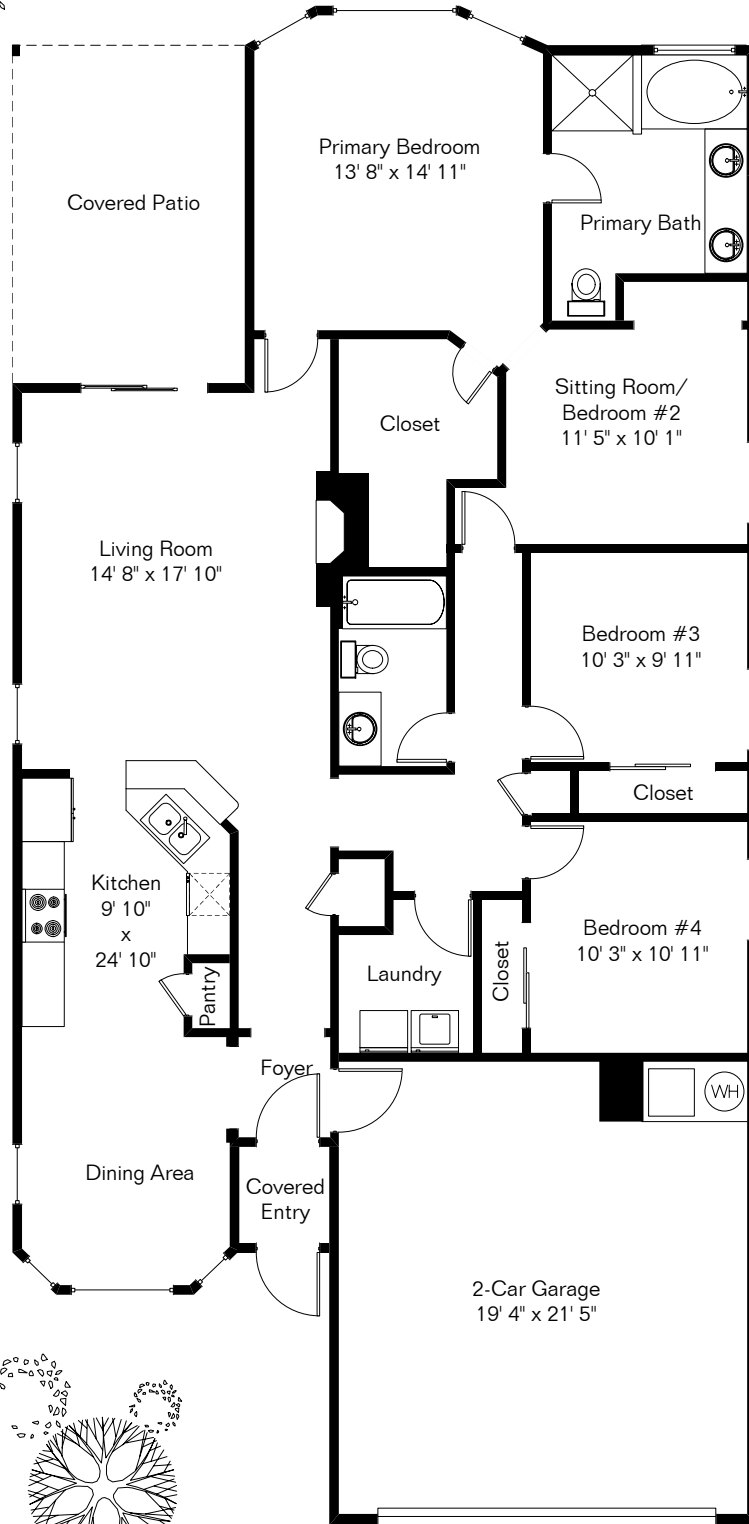 Primary Bedroom
13' 8" x 14' 11"
Covered Patio
Primary Bath
Sitting Room/
Bedroom #2
11' 5" x 10' 1"
Closet
Living Room
14' 8" x 17' 10"
Bedroom #3
10' 3" x 9' 11"
Closet
Kitchen
9' 10"
x
24' 10"
Bedroom #4
10' 3" x 10' 11"
Closet
Laundry
Pantry
Foyer
WH
Dining Area
Covered
Entry
2-Car Garage
19' 4" x 21' 5"